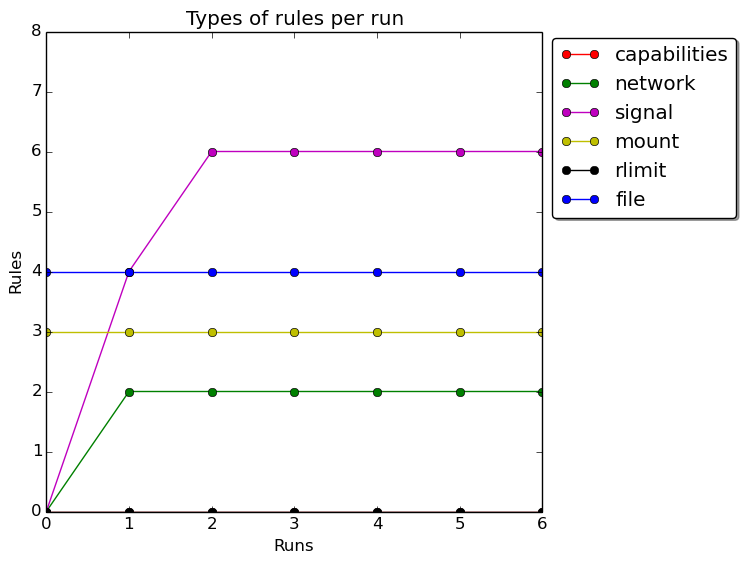 Types of rules per run
8
7
6
5
4
3
2
1
0
Rules
0 1 2 3 4 5 6
Runs
capabilities
network
signal
mount
rlimit
file